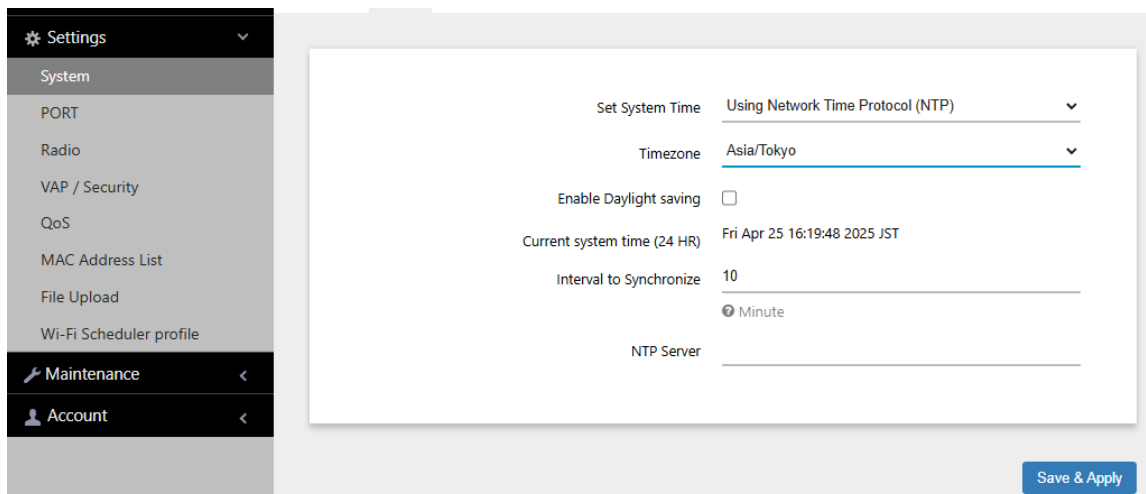 Settings
System
PORT
Radio
VAP / Security
QoS
MAC Address List
File Upload
Wi-Fi Scheduler profile
Maintenance
Account
Set System Time Using Network Time Protocol (NTP)
Timezone Asia/Tokyo
Enable Daylight saving
Current system time (24 HR) Fri Apr 25 16:19:48 2025 JST
Interval to Synchronize 10
Minute
NTP Server
Save & Apply